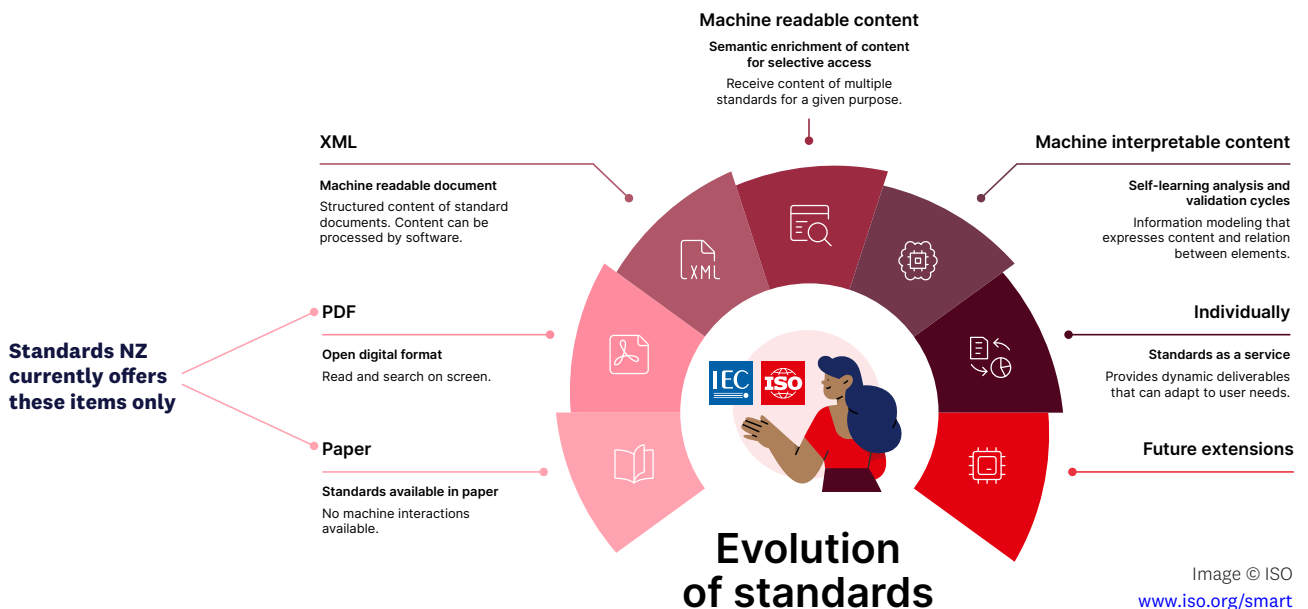 Machine readable content
Semantic enrichment of content
for selective access
Receive content of multiple
standards for a given purpose.
XML
Machine readable document
Structured content of standard
documents. Content can be
processed by software.
Machine interpretable content
Self-learning analysis and
validation cycles
Information modeling that
expresses content and relation
between elements.
XML
PDF
Open digital format
Read and search on screen.
Individually
Standards as a service
Provides dynamic deliverables
that can adapt to user needs.
Standards NZ
currently offers
these items only
IEC
ISO
Paper
Standards available in paper
No machine interactions
available.
Future extensions
Evolution
of standards
Image © ISO
www.iso.org/smart